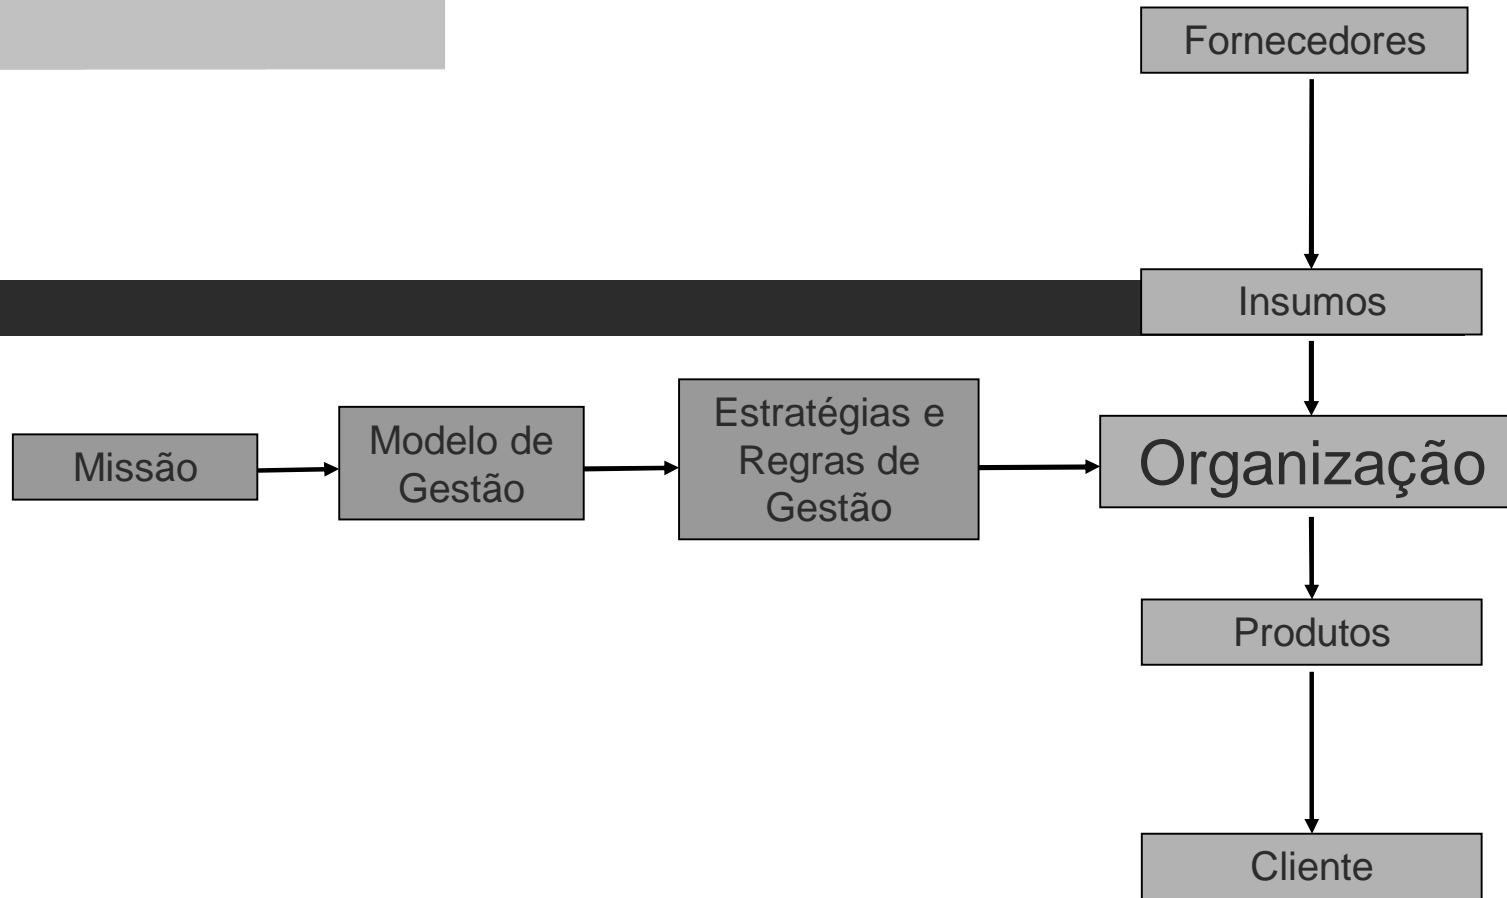 Fornecedores
Insumos
Missão
Modelo de
Gestão
Estratégias e
Regras de
Gestão
Organização
Produtos
Cliente